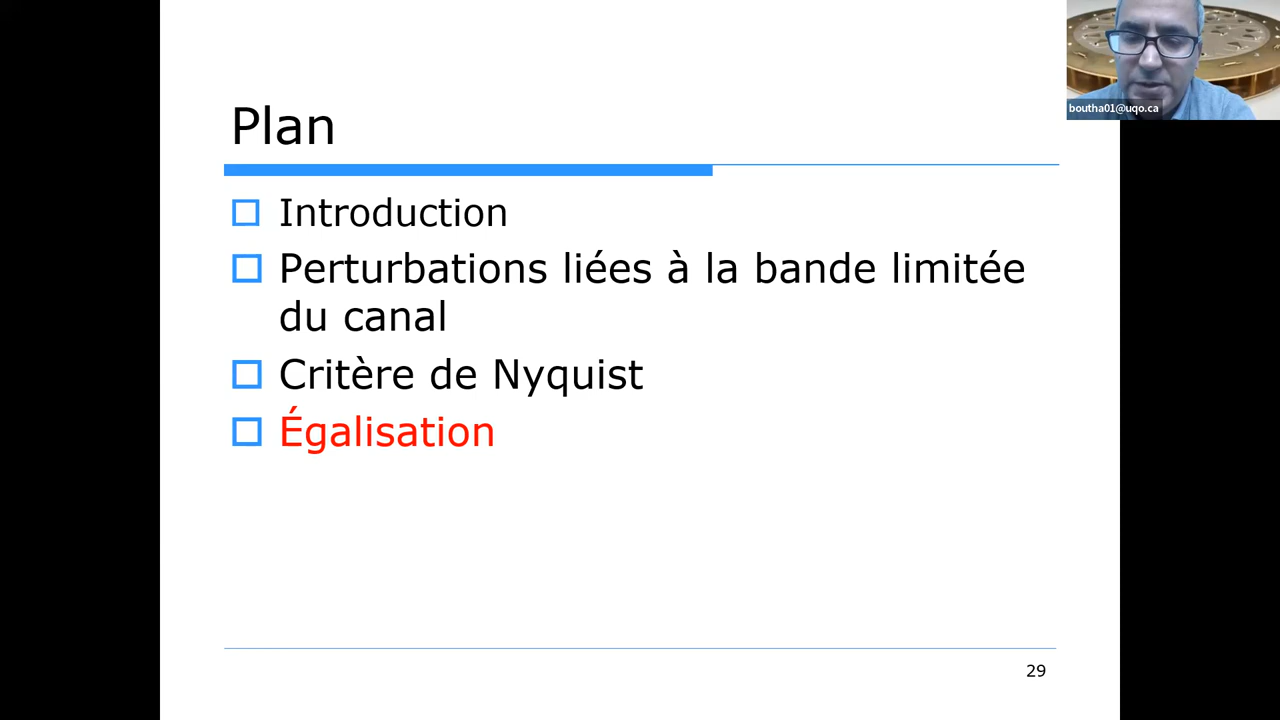 boutha01@uqo.ca
Plan
Introduction
Perturbations liées à la bande limitée
du canal
Critère de Nyquist
Égalisation
29